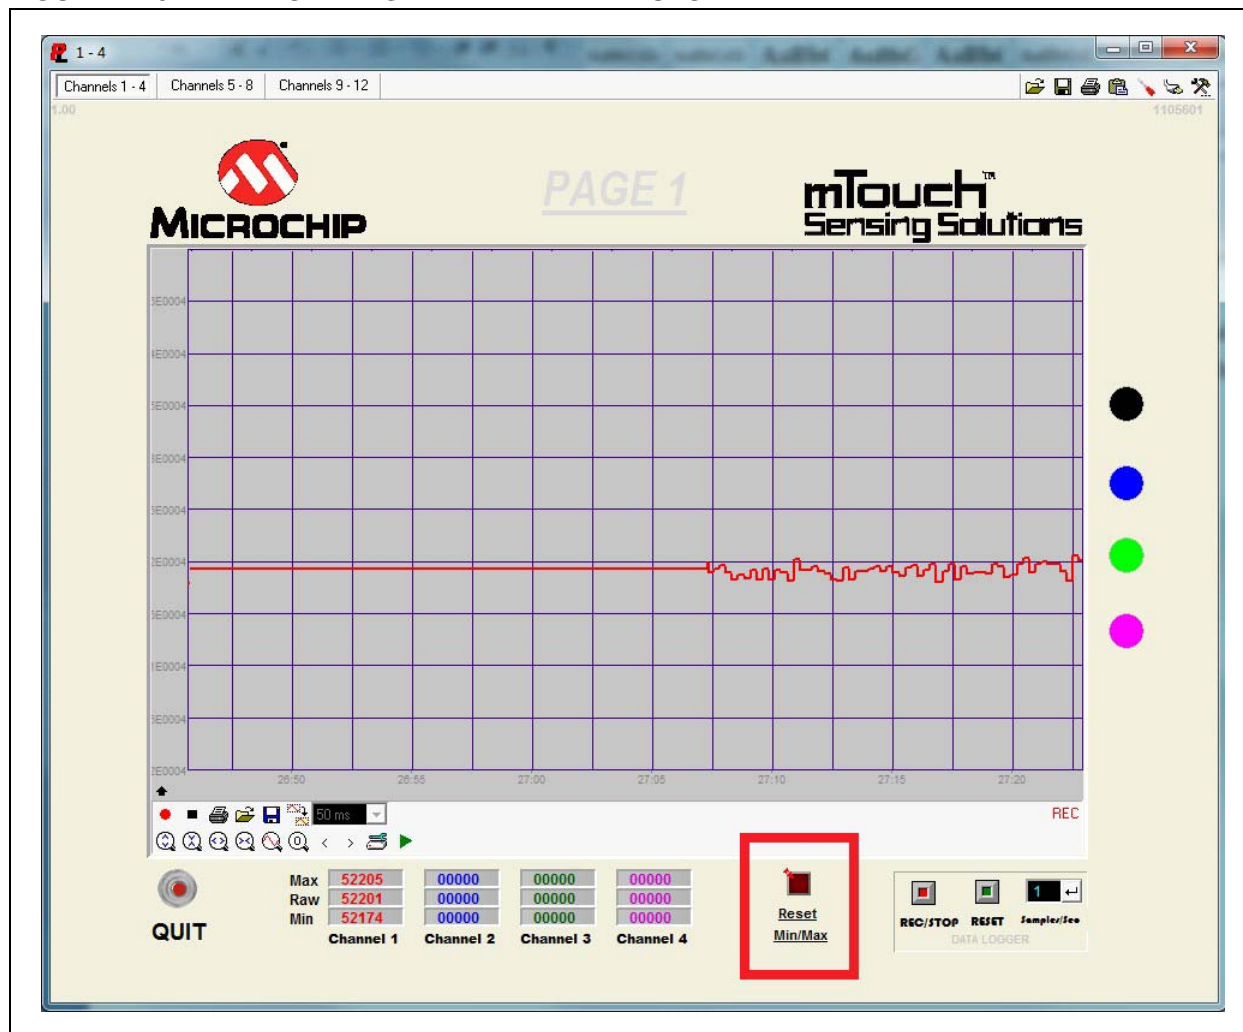 1 - 4
Channels 1 - 4 Channels 5 - 8 Channels 9 - 12
1.00 1105601
PAGE 1
MICROCHIP
mTouch™
Sensing Solutions
26:50 26:55 27:00 27:05 27:10 27:15 27:20
50 ms REC
Max 52205 00000 00000 00000
Raw 52201 00000 00000 00000
Min 52174 00000 00000 00000
Channel 1 Channel 2 Channel 3 Channel 4
QUIT
Reset
Min/Max
1
REC/STOP RESET Samples/Sec
DATA LOGGER